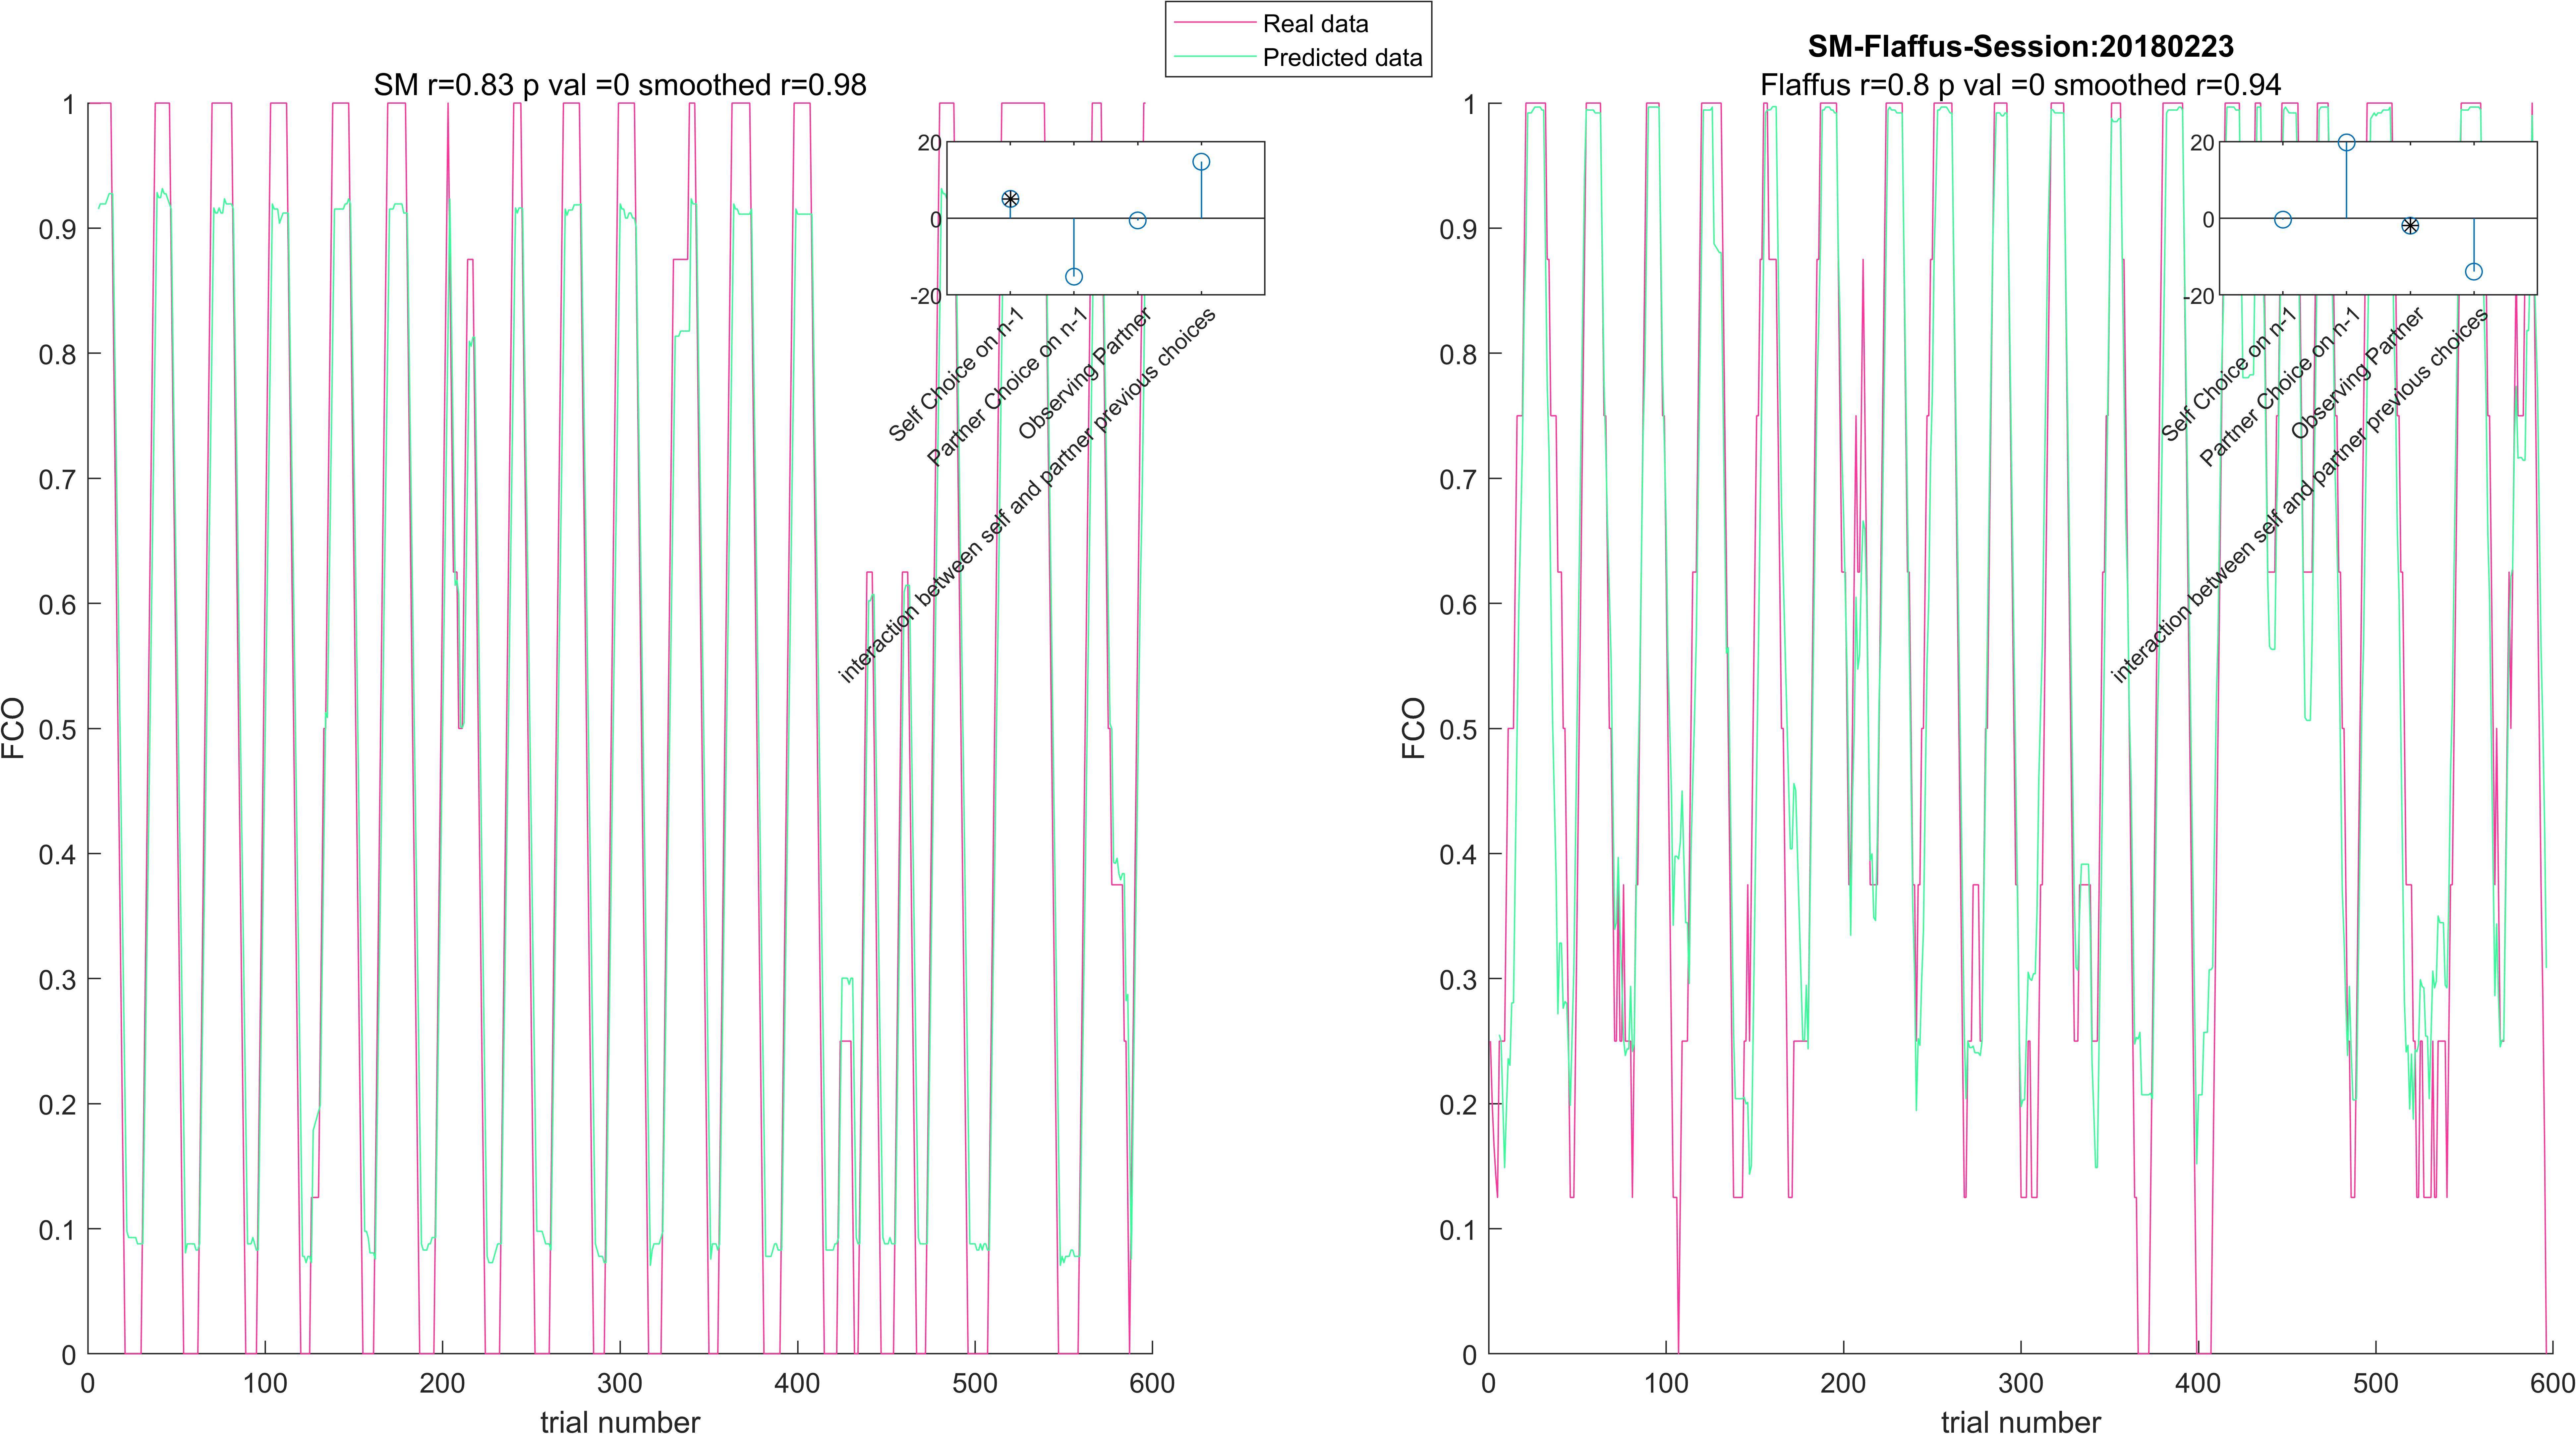 Real data
Predicted data
SM r=0.83 p val =0 smoothed r=0.98
FCO
1
0.9
0.8
0.7
0.6
0.5
0.4
0.3
0.2
0.1
0
0
100
200
300
400
500
600
trial number
20
0
-20
Self Choice on n-1
Partner Choice on n-1
Observing Partner
interaction between self and partner previous choices
SM-Flaffus-Session:20180223
Flaffus r=0.8 p val =0 smoothed r=0.94
FCO
1
0.9
0.8
0.7
0.6
0.5
0.4
0.3
0.2
0.1
0
0
100
200
300
400
500
600
trial number
20
0
-20
Self Choice on n-1
Partner Choice on n-1
Observing Partner
interaction between self and partner previous choices